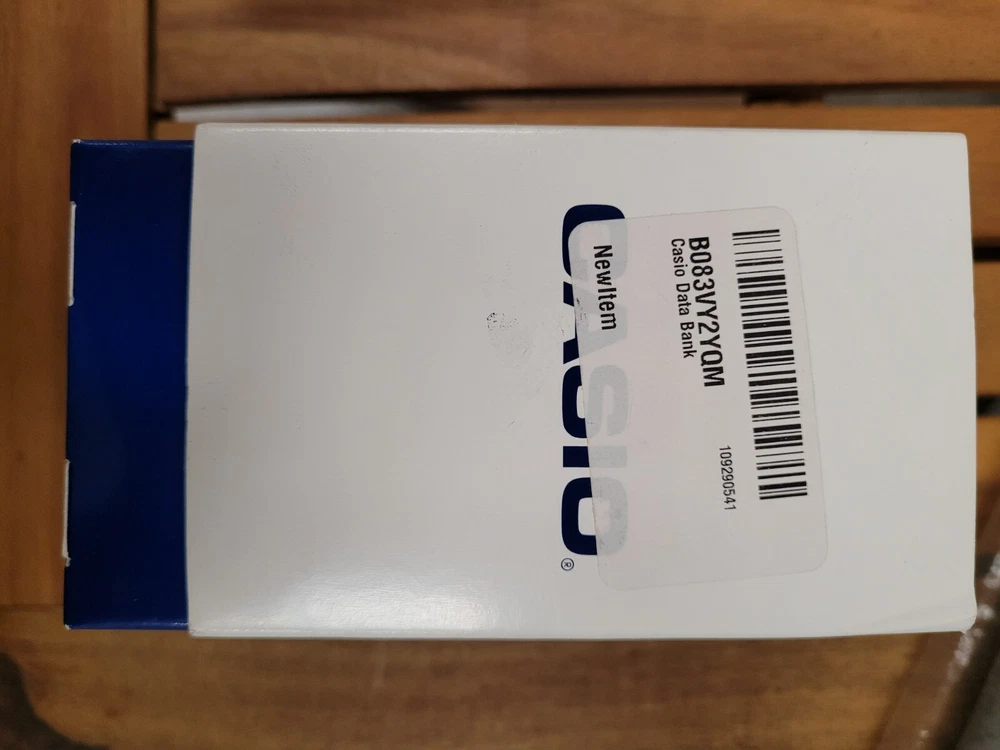 B083VY2YQM
Casio Data Bank
109290541
NewItem
CASIO®